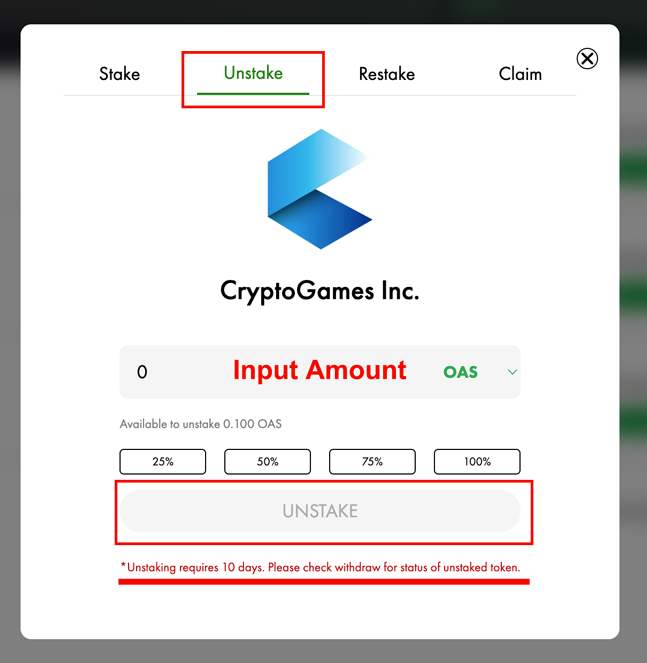 Stake Unstake Restake Claim
CryptoGames Inc.
0 Input Amount OAS
Available to unstake 0.100 OAS
25% 50% 75% 100%
UNSTAKE
*Unstaking requires 10 days. Please check withdraw for status of unstaked token.